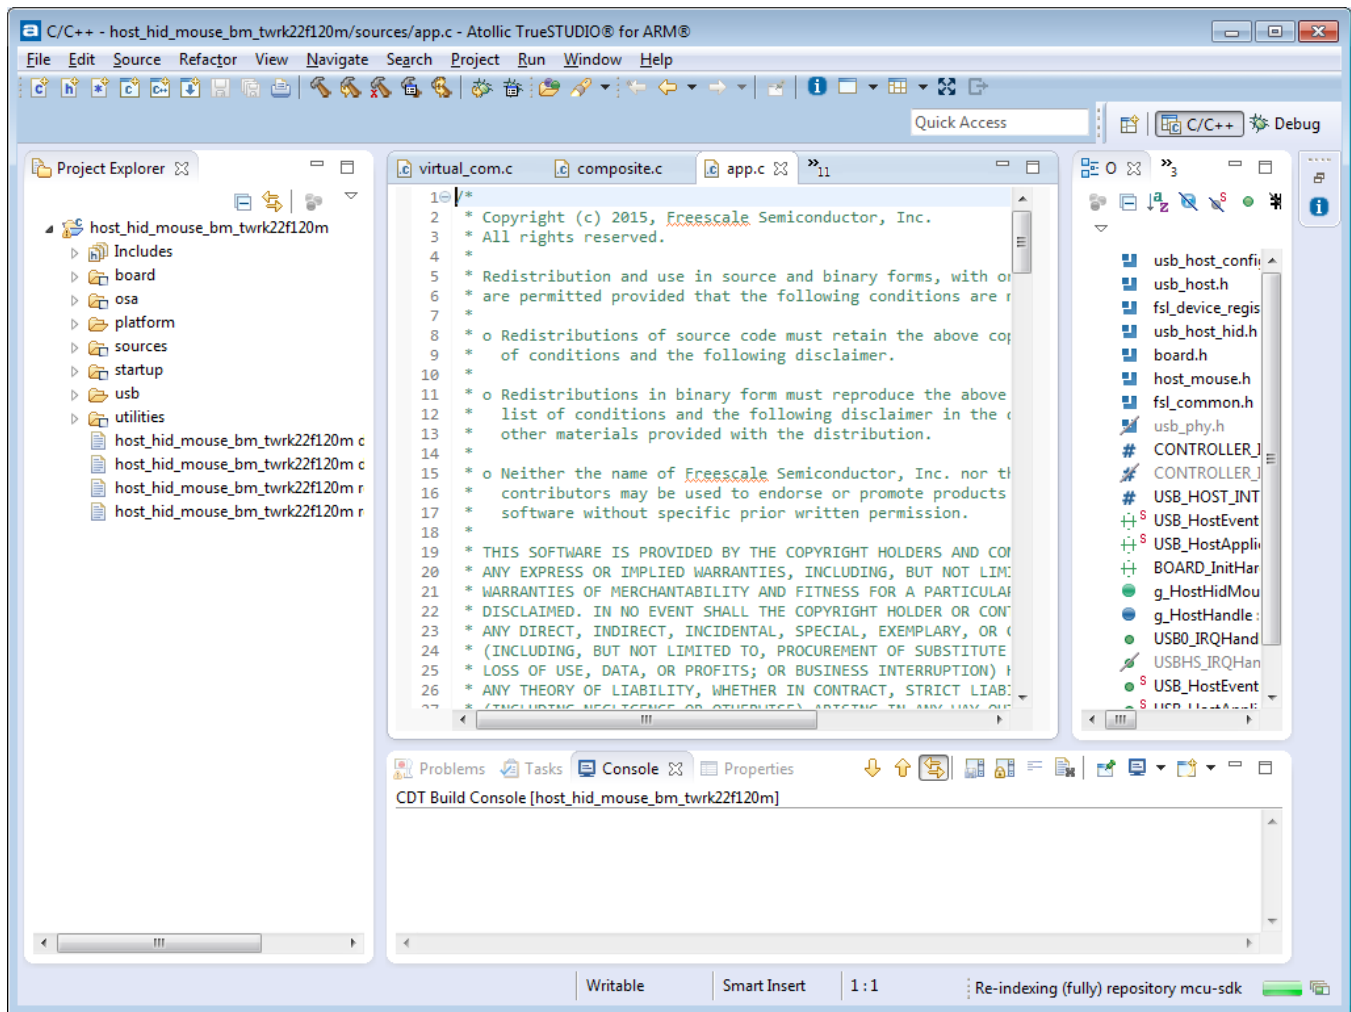 C/C++ - host_hid_mouse_bm_twrk22f120m/sources/app.c - Atollic TrueSTUDIO® for ARM®
File Edit Source Refactor View Navigate Search Project Run Window Help
Quick Access
C/C++ Debug
Project Explorer
host_hid_mouse_bm_twrk22f120m
Includes
board
osa
platform
sources
startup
usb
utilities
host_hid_mouse_bm_twrk22f120m
host_hid_mouse_bm_twrk22f120m
host_hid_mouse_bm_twrk22f120m
host_hid_mouse_bm_twrk22f120m
virtual_com.c composite.c app.c »11
1 /*
2 * Copyright (c) 2015, Freescale Semiconductor, Inc.
3 * All rights reserved.
4 *
5 * Redistribution and use in source and binary forms, with
6 * are permitted provided that the following conditions are
7 *
8 * o Redistributions of source code must retain the above
9 * of conditions and the following disclaimer.
10 *
11 * o Redistributions in binary form must reproduce the above
12 * list of conditions and the following disclaimer in the
13 * other materials provided with the distribution.
14 *
15 * o Neither the name of Freescale Semiconductor, Inc. nor
16 * contributors may be used to endorse or promote products
17 * software without specific prior written permission.
18 *
19 * THIS SOFTWARE IS PROVIDED BY THE COPYRIGHT HOLDERS AND
20 * ANY EXPRESS OR IMPLIED WARRANTIES, INCLUDING, BUT NOT
21 * WARRANTIES OF MERCHANTABILITY AND FITNESS FOR A
22 * DISCLAIMED. IN NO EVENT SHALL THE COPYRIGHT HOLDER OR
23 * ANY DIRECT, INDIRECT, INCIDENTAL, SPECIAL, EXEMPLARY, OR
24 * (INCLUDING, BUT NOT LIMITED TO, PROCUREMENT OF SUBSTITUTE
25 * LOSS OF USE, DATA, OR PROFITS; OR BUSINESS INTERRUPTION)
26 * ANY THEORY OF LIABILITY, WHETHER IN CONTRACT, STRICT
O »3
usb_host_config
usb_host.h
fsl_device_regis
usb_host_hid.h
board.h
host_mouse.h
fsl_common.h
usb_phy.h
CONTROLLER_I
CONTROLLER_I
USB_HOST_INT
USB_HostEvent
USB_HostApplic
BOARD_InitHar
g_HostHidMou
g_HostHandle :
USB0_IRQHand
USBHS_IRQHan
USB_HostEvent
Problems Tasks Console Properties
CDT Build Console [host_hid_mouse_bm_twrk22f120m]
Writable Smart Insert 1 : 1 Re-indexing (fully) repository mcu-sdk